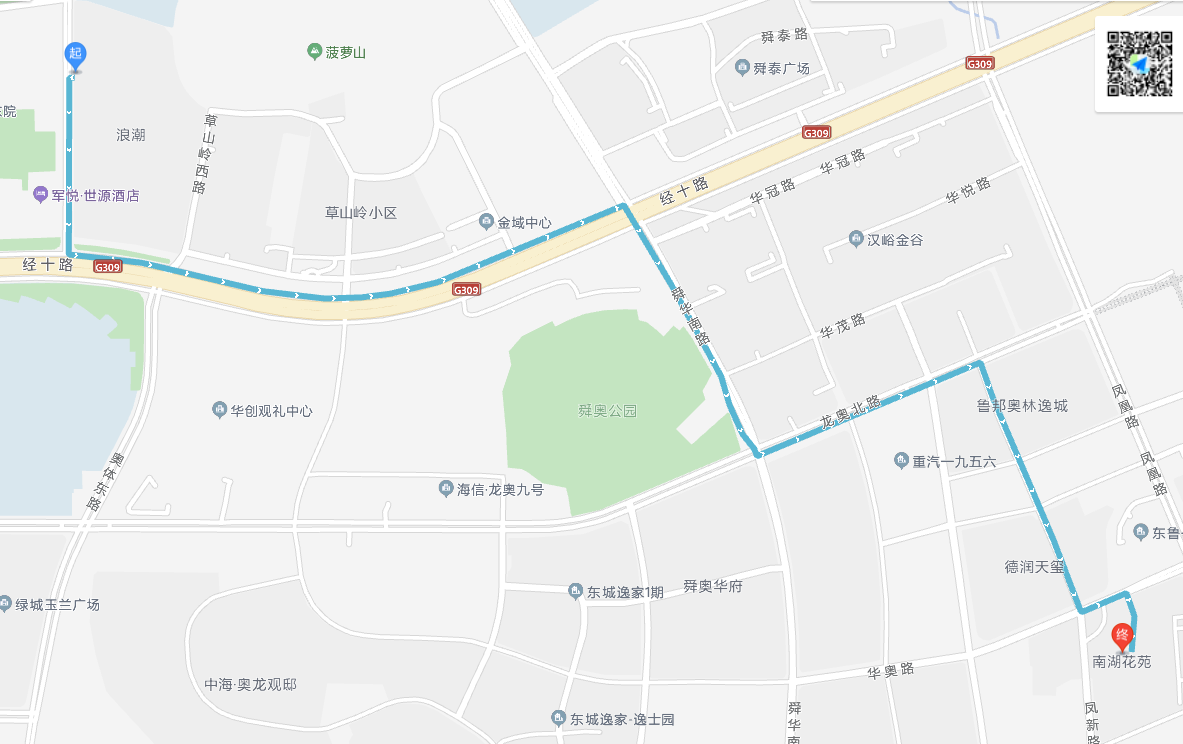 舜泰路
起
菠萝山
G309
舜泰广场
院
浪潮
草山岭西路
G309
华冠路
军悦·世源酒店
经十路
华冠路
华悦路
草山岭小区
金域中心
汉峪金谷
经十路
G309
G309
舜华南路
华茂路
舜奥公园
华创观礼中心
龙奥北路
鲁邦奥林逸城
凤凰路
重汽一九五六
奥体东路
海信·龙奥九号
凤凰路
东鲁
德润天玺
舜奥华府
东城逸家1期
绿城玉兰广场
终
南湖花苑
华奥路
中海·奥龙观邸
东城逸家·逸士园
舜华南
凤新路